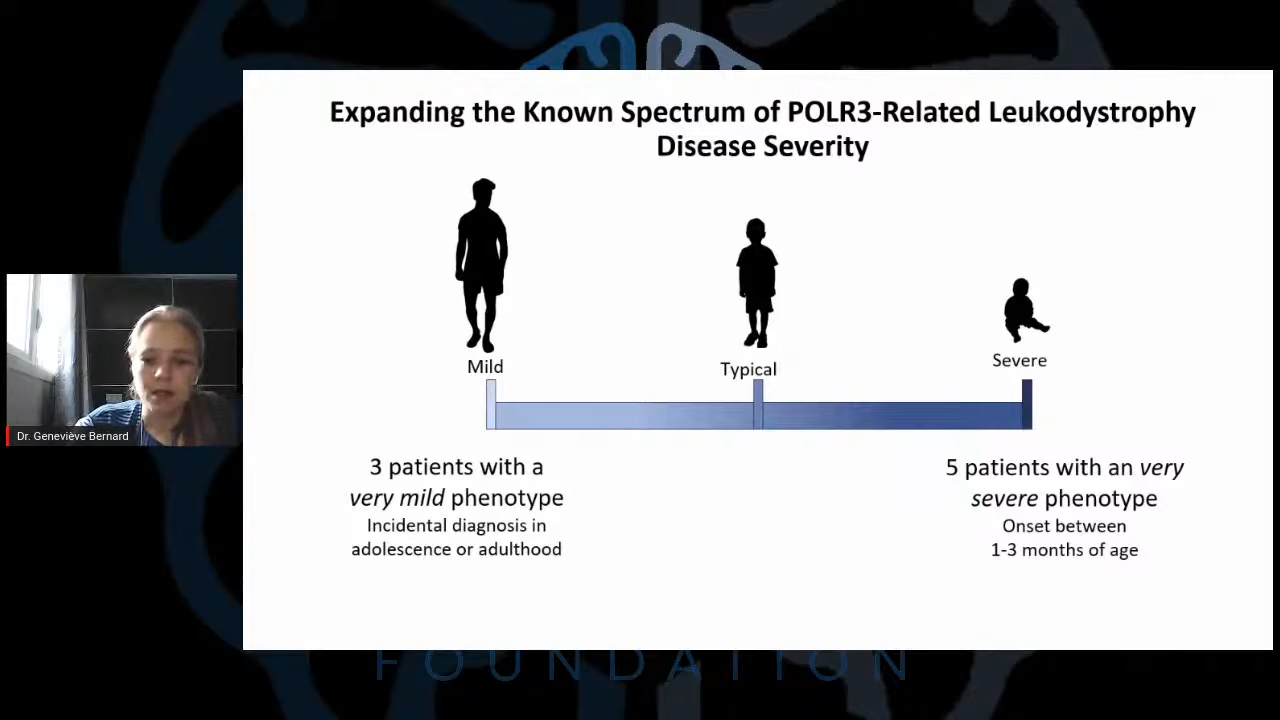 Expanding the Known Spectrum of POLR3-Related Leukodystrophy
Disease Severity
Mild
Typical
Severe
3 patients with a
very mild phenotype
Incidental diagnosis in
adolescence or adulthood
5 patients with an very
severe phenotype
Onset between
1-3 months of age
Dr. Geneviève Bernard
FOUNDATION